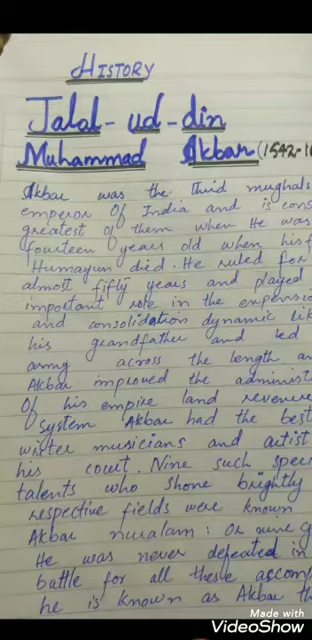 HISTORY
Jalal-ud-din
Muhammad Akbar (1542-16
Akbar was the Third mughals
emperor Of India and is cons
greatest of them when He was
fourteen years old when his f
Humayun died. He ruled for
almost fifty years and played
important role in the expension
and consolidation dynamic lik
his grandfather and led
army across the length an
Akbar improved the administ
Of his empire land revenue
system Akbar had the best
writer musicians and artist
his court. Nine such spec
talents who shone brightly
respective fields were known
Akbar nuralam: Or nine g
He was never defeated in
battle for all these accomp
he is known as Akbar th
Made with
VideoShow